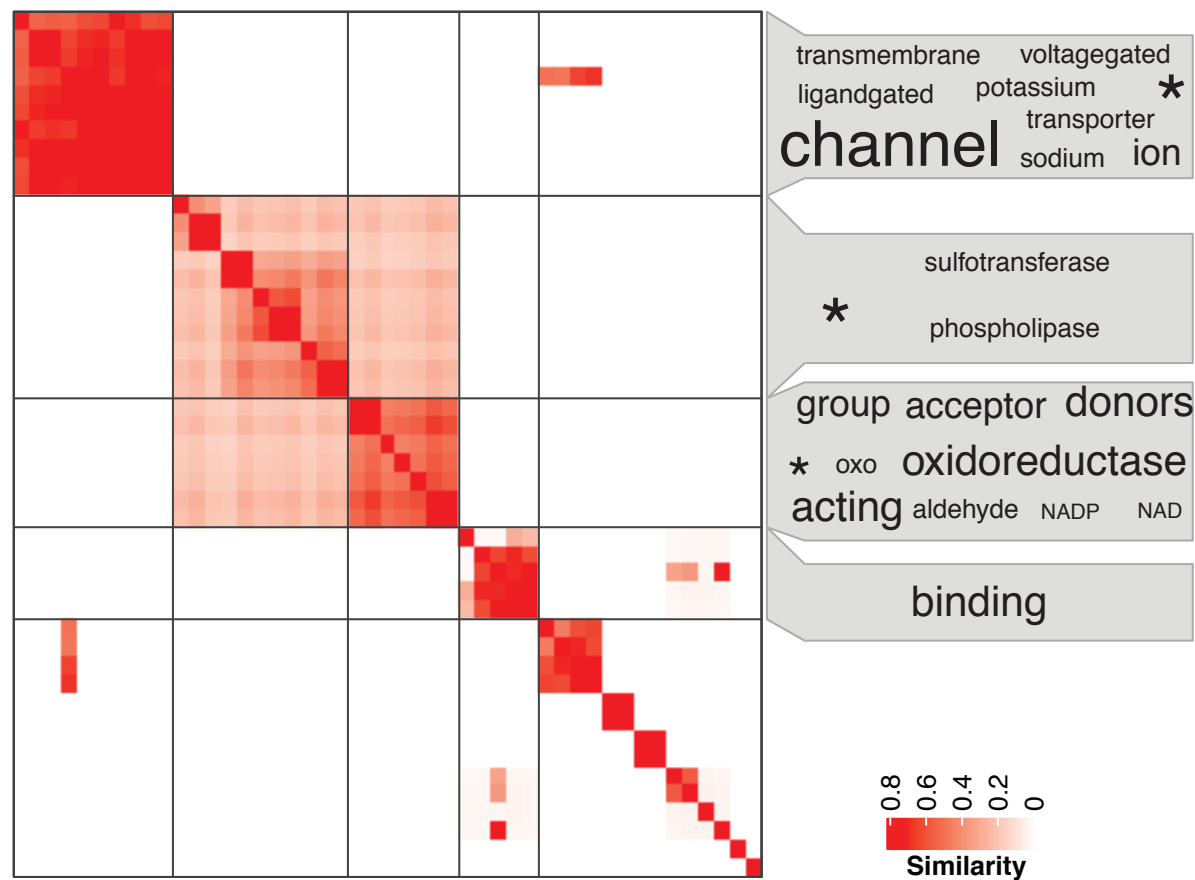 transmembrane voltagegated
ligandgated potassium *
channel transporter
sodium ion
sulfotransferase
*
phospholipase
group acceptor donors
* oxo oxidoreductase
acting aldehyde NADP NAD
binding
0.8 0.6 0.4 0.2 0
Similarity